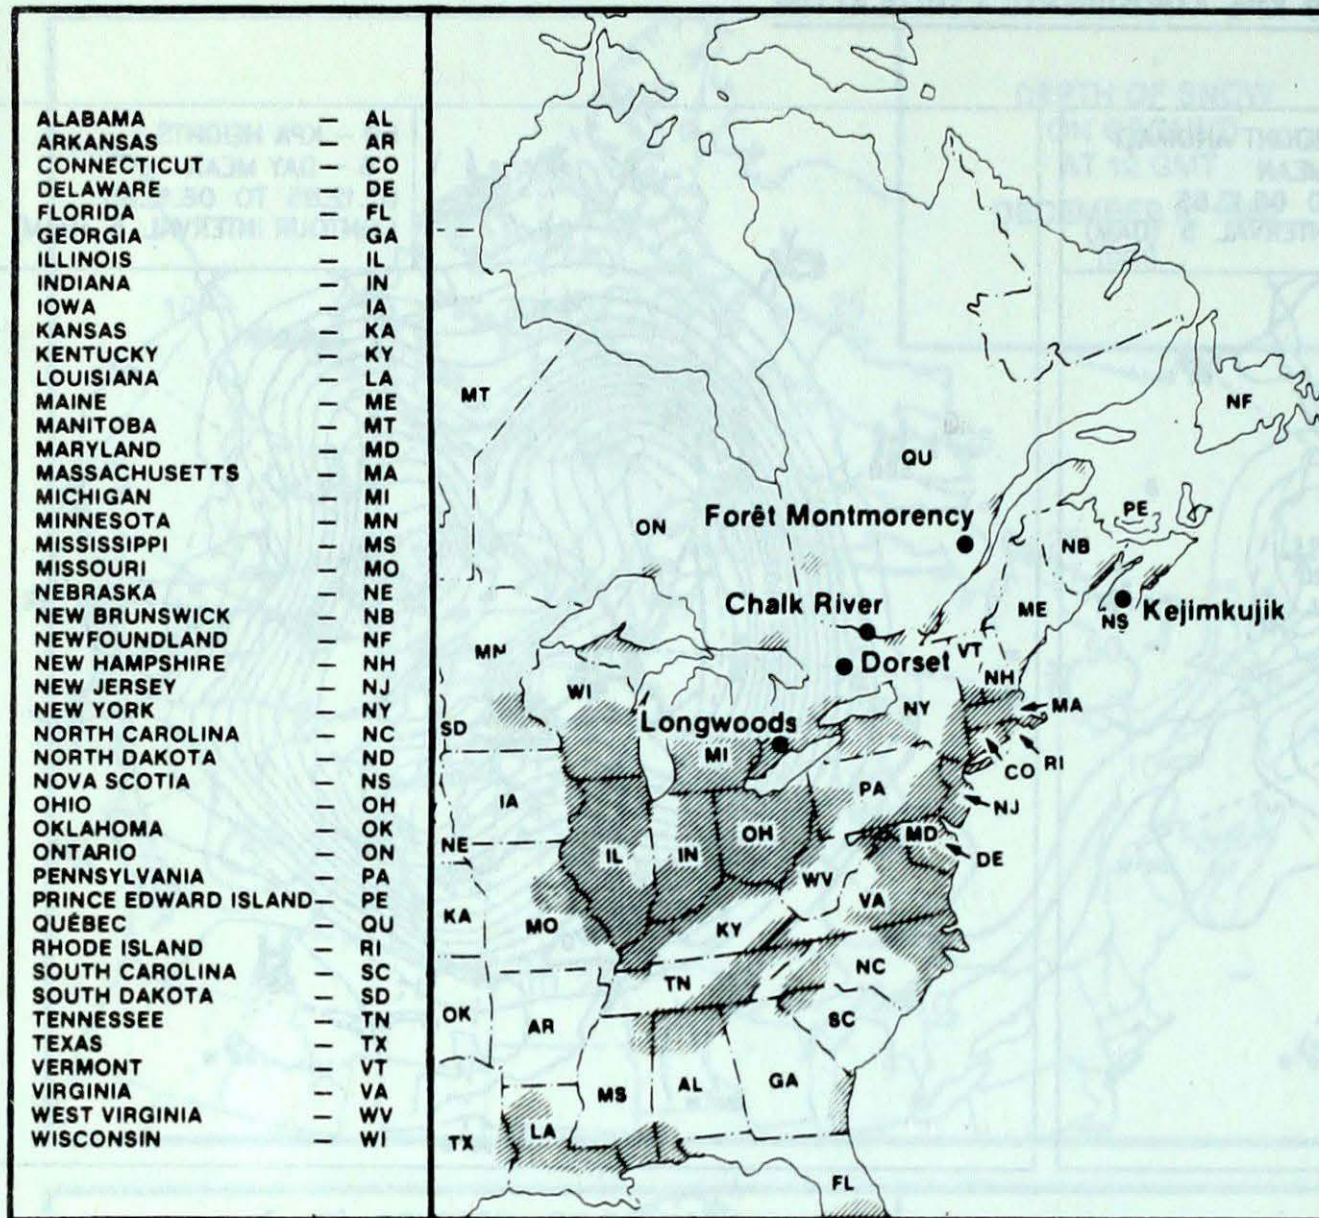 ALABAMA — AL
ARKANSAS — AR
CONNECTICUT — CO
DELAWARE — DE
FLORIDA — FL
GEORGIA — GA
ILLINOIS — IL
INDIANA — IN
IOWA — IA
KANSAS — KA
KENTUCKY — KY
LOUISIANA — LA
MAINE — ME
MANITOBA — MT
MARYLAND — MD
MASSACHUSETTS — MA
MICHIGAN — MI
MINNESOTA — MN
MISSISSIPPI — MS
MISSOURI — MO
NEBRASKA — NE
NEW BRUNSWICK — NB
NEWFOUNDLAND — NF
NEW HAMPSHIRE — NH
NEW JERSEY — NJ
NEW YORK — NY
NORTH CAROLINA — NC
NORTH DAKOTA — ND
NOVA SCOTIA — NS
OHIO — OH
OKLAHOMA — OK
ONTARIO — ON
PENNSYLVANIA — PA
PRINCE EDWARD ISLAND — PE
QUÉBEC — QU
RHODE ISLAND — RI
SOUTH CAROLINA — SC
SOUTH DAKOTA — SD
TENNESSEE — TN
TEXAS — TX
VERMONT — VT
VIRGINIA — VA
WEST VIRGINIA — WV
WISCONSIN — WI
MT
NF
QU
ON
Forêt Montmorency
PE
NB
Chalk River
ME
NS
Kejimkujik
MN
Dorset
VT
WI
NH
NY
MA
SD
Longwoods
MI
CO
RI
IA
PA
NJ
NE
IL
IN
OH
MD
DE
WV
KA
MO
KY
VA
TN
NC
OK
AR
SC
MS
AL
GA
TX
LA
FL